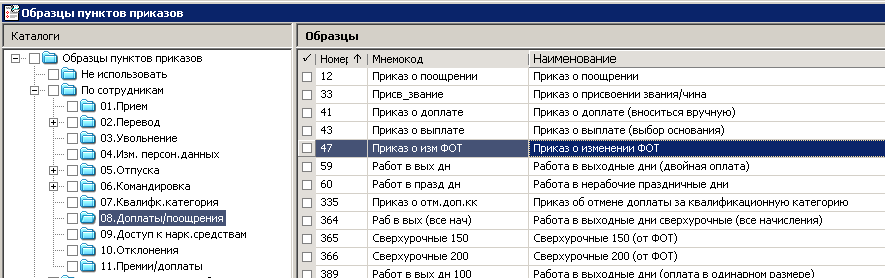 Образцы пунктов приказов
Каталоги
Образцы пунктов приказов
Не использовать
По сотрудникам
01.Прием
02.Перевод
03.Увольнение
04.Изм. персон.данных
05.Отпуска
06.Командировка
07.Квалифк.категория
08.Доплаты/поощрения
09.Доступ к нарк.средствам
10.Отклонения
11.Премии/доплаты
Образцы
Номер Мнемокод Наименование
12 Приказ о поощрении Приказ о поощрении
33 Присв_звание Приказ о присвоении звания/чина
41 Приказ о доплате Приказ о доплате (вноситься вручную)
43 Приказ о выплате Приказ о выплате (выбор основания)
47 Приказ о изм ФОТ Приказ о изменении ФОТ
59 Работ в вых дн Работа в выходные дни (двойная оплата)
60 Работ в празд дн Работа в нерабочие праздничные дни
335 Приказ о отм.доп.кк Приказ об отмене доплаты за квалификационную категорию
364 Раб в вых (все нач) Работа в выходные дни сверхурочные (все начисления)
365 Сверхурочные 150 Сверхурочные 150 (от ФОТ)
366 Сверхурочные 200 Сверхурочные 200 (от ФОТ)
389 Работ в вых дн 100 Работа в выходные дни (оплата в одинарном размере)